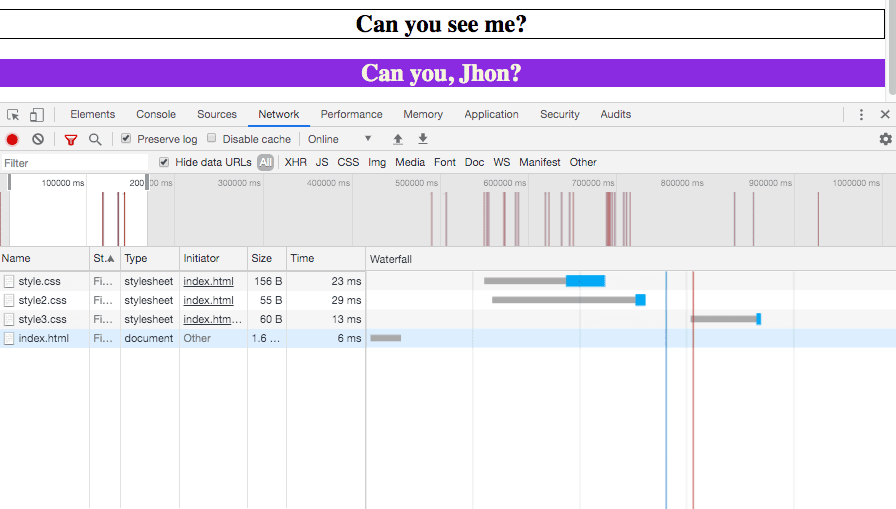 Can you see me?
Can you, Jhon?
Elements Console Sources Network Performance Memory Application Security Audits
Preserve log Disable cache Online
Filter Hide data URLs All XHR JS CSS Img Media Font Doc WS Manifest Other
100000 ms 200000 ms 300000 ms 400000 ms 500000 ms 600000 ms 700000 ms 800000 ms 900000 ms 1000000 ms
Name St... Type Initiator Size Time Waterfall
style.css Fi... stylesheet index.html 156 B 23 ms
style2.css Fi... stylesheet index.html 55 B 29 ms
style3.css Fi... stylesheet index.htm... 60 B 13 ms
index.html Fi... document Other 1.6 ... 6 ms